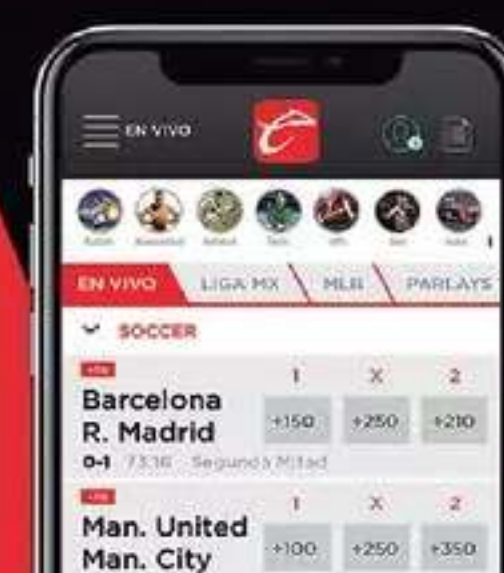 EN VIVO
EN VIVO LIGA MX MLB PARLAYS
SOCCER
1 X 2
Barcelona
R. Madrid
+150 +250 +210
0-1 73:16 Segunda Mitad
1 X 2
Man. United
Man. City
+100 +250 +350